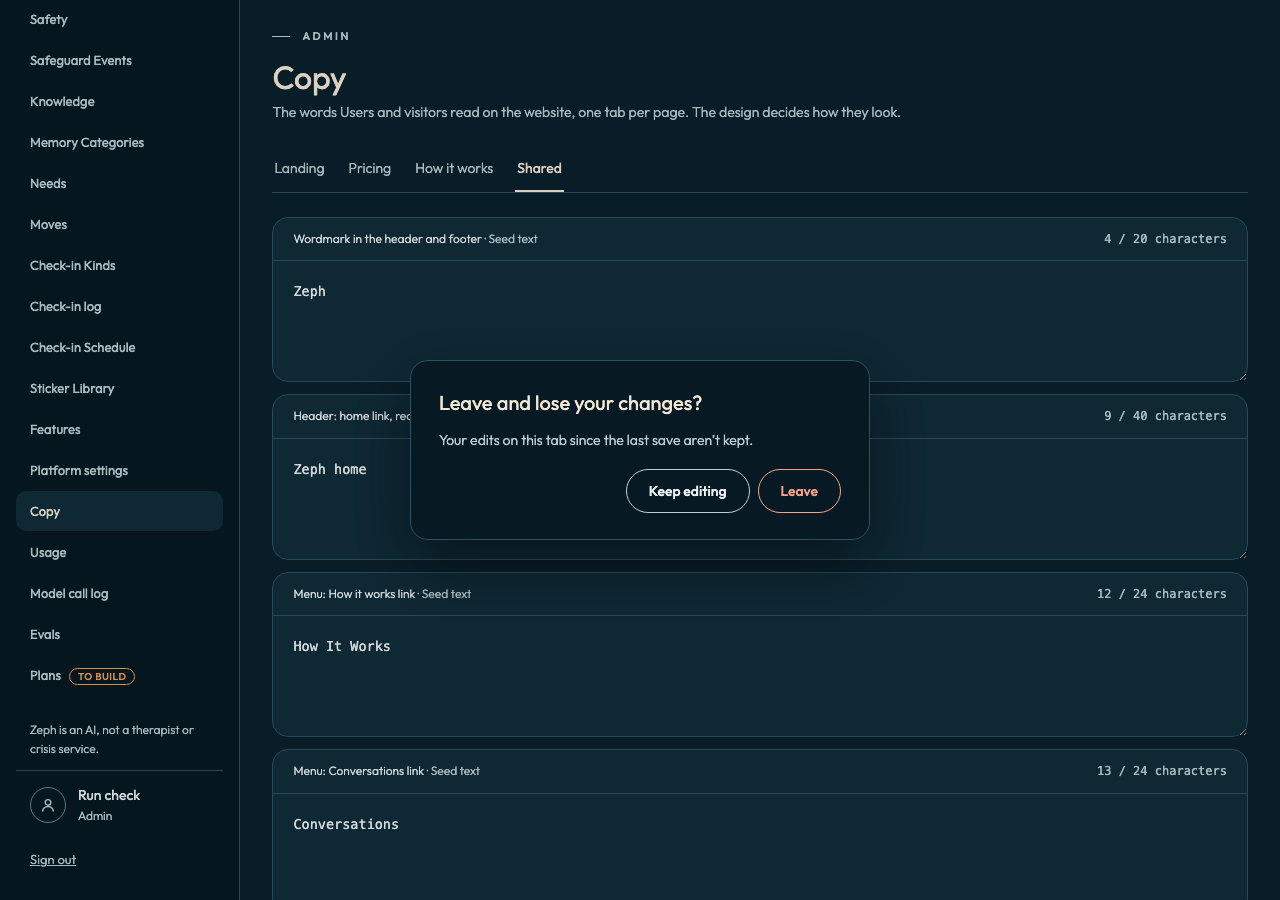 Safety
Safeguard Events
Knowledge
Memory Categories
Needs
Moves
Check-in Kinds
Check-in log
Check-in Schedule
Sticker Library
Features
Platform settings
Copy
Usage
Model call log
Evals
Plans TO BUILD
Zeph is an AI, not a therapist or
crisis service.
Run check
Admin
Sign out
ADMIN
Copy
The words Users and visitors read on the website, one tab per page. The design decides how they look.
Landing Pricing How it works Shared
Wordmark in the header and footer · Seed text 4 / 20 characters
Zeph
Header: home link, 9 / 40 characters
Zeph home
Leave and lose your changes?
Your edits on this tab since the last save aren’t kept.
Keep editing Leave
Menu: How it works link · Seed text 12 / 24 characters
How It Works
Menu: Conversations link · Seed text 13 / 24 characters
Conversations